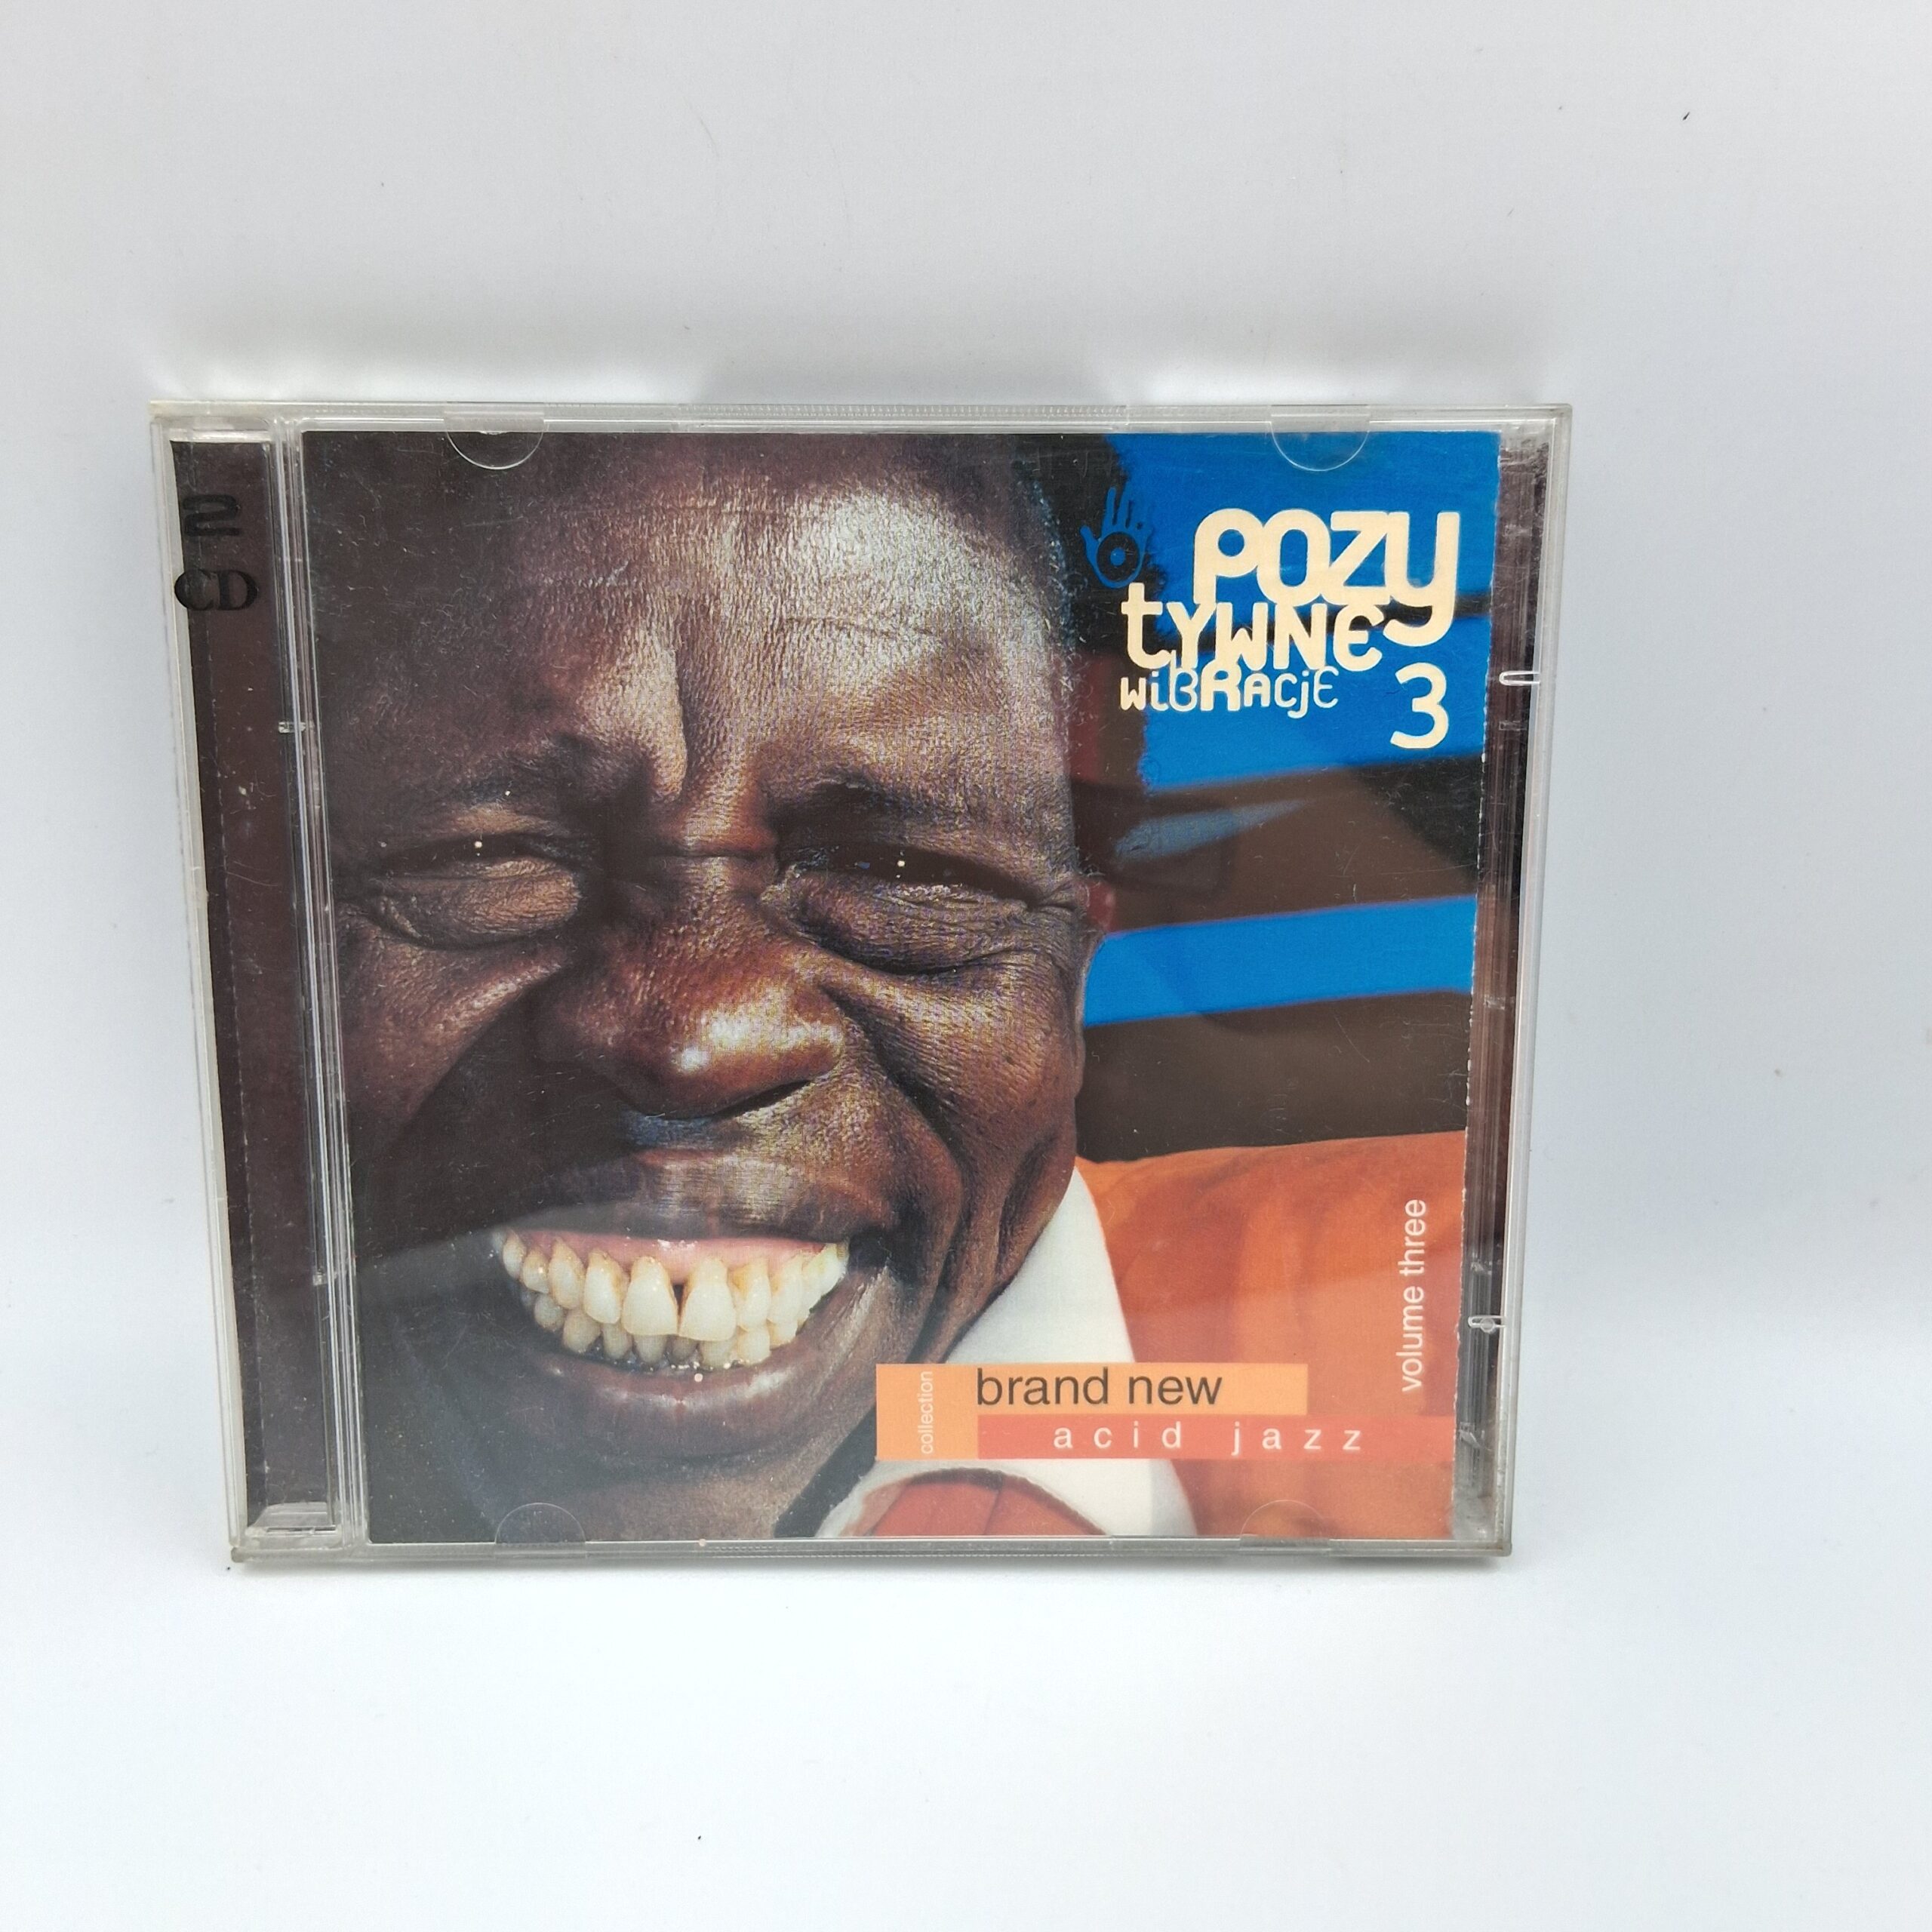 2
CD
POZY
tYWNE
wiBRacjE
3
volume three
collection
brand new
acid jazz